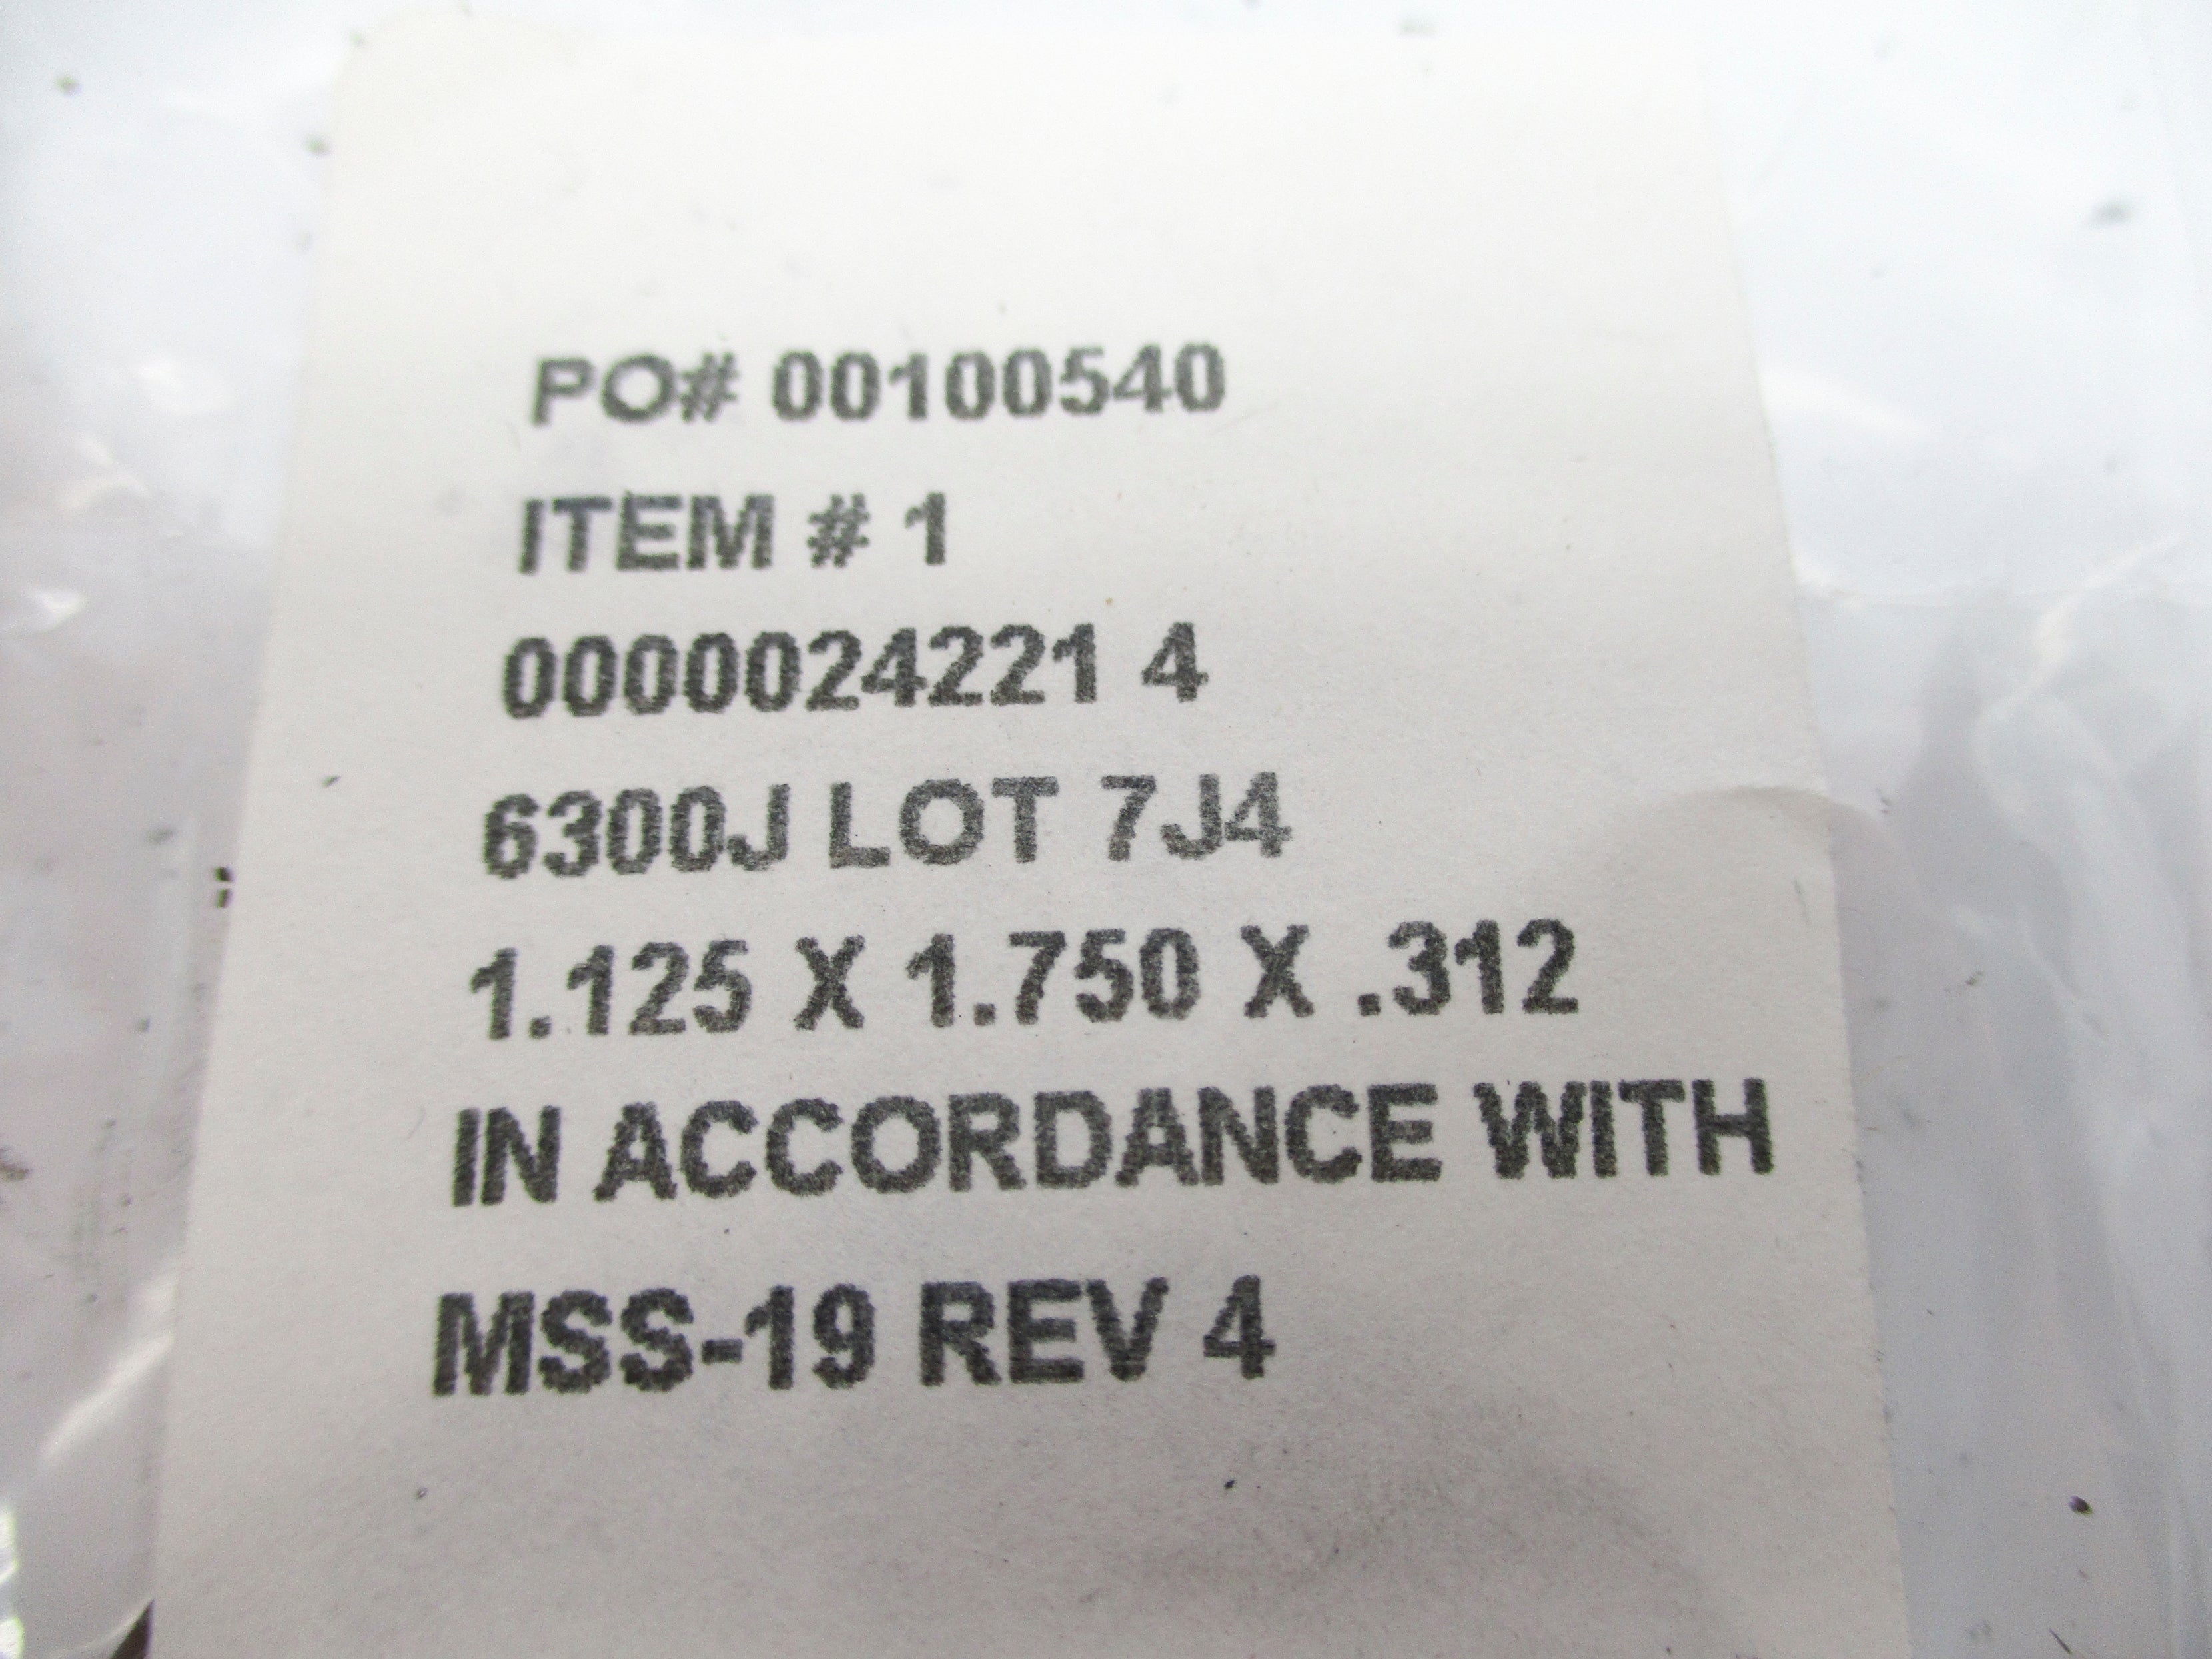 PO# 00100540
ITEM # 1
0000024221 4
6300J LOT 7J4
1.125 X 1.750 X .312
IN ACCORDANCE WITH
MSS-19 REV 4